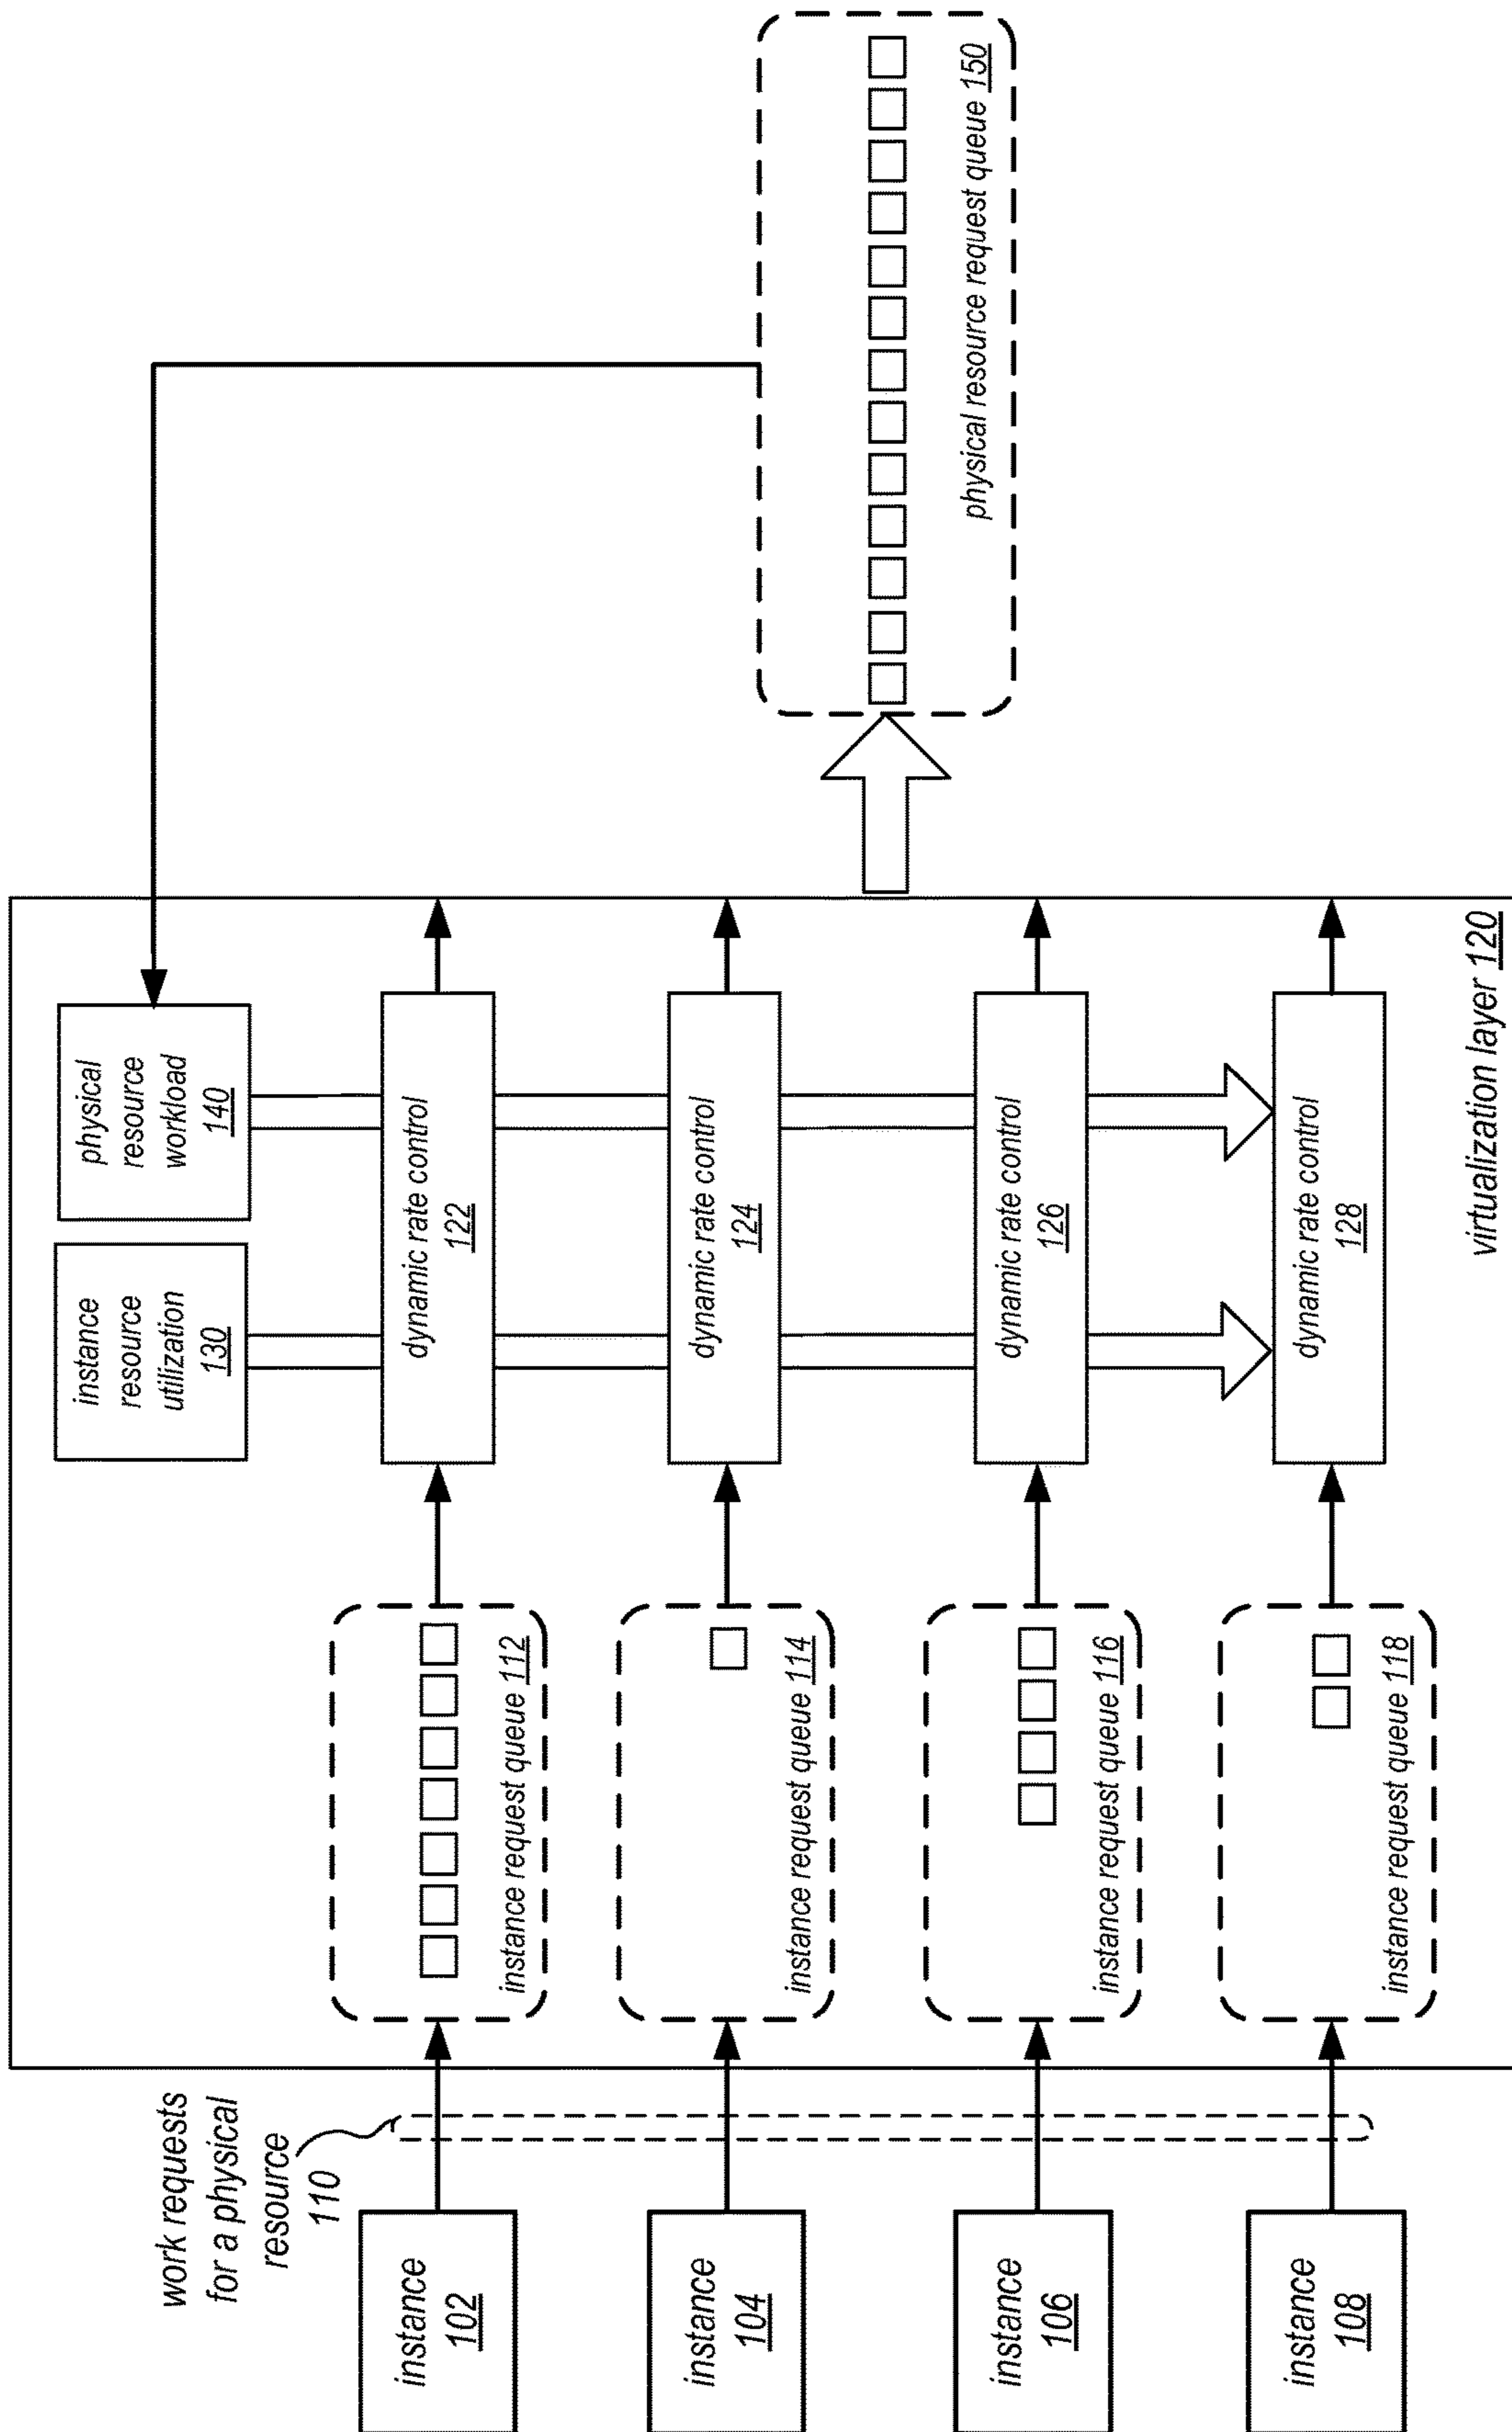 work requests
for a physical
resource
110
instance
102
instance
104
instance
106
instance
108
instance request queue 112
instance request queue 114
instance request queue 116
instance request queue 118
instance
resource
utilization
130
physical
resource
workload
140
dynamic rate control
122
dynamic rate control
124
dynamic rate control
126
dynamic rate control
128
virtualization layer 120
physical resource request queue 150